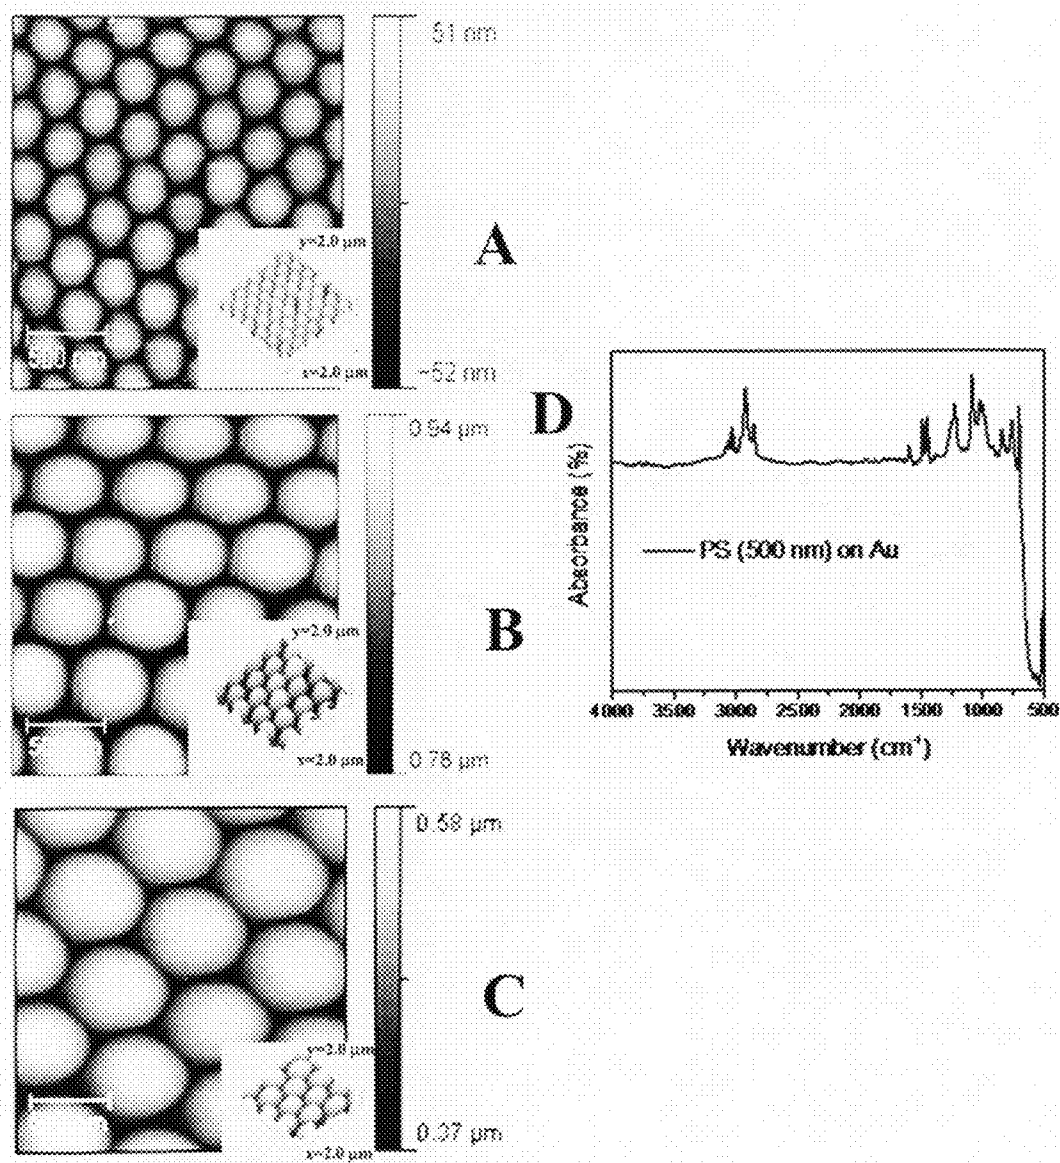 51 nm
A
y=2.0 µm
x=2.0 µm
-52 nm
0.94 µm
B
y=2.0 µm
x=2.0 µm
0.76 µm
0.58 µm
C
y=2.0 µm
x=2.0 µm
0.37 µm
D
Absorbance (%)
PS (500 nm) on Au
4000 3500 3000 2500 2000 1500 1000 500
Wavenumber (cm⁻¹)